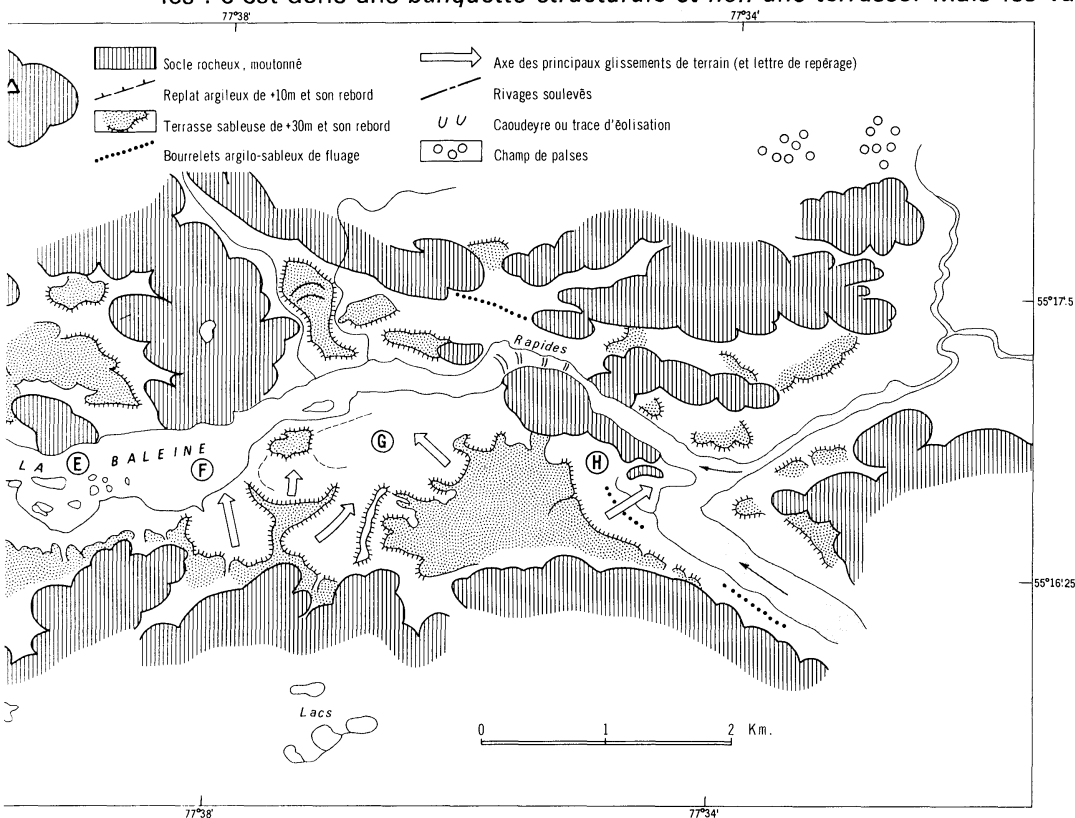 77°38'
77°34'
Socle rocheux, moutonné
Replat argileux de +10m et son rebord
Terrasse sableuse de +30m et son rebord
Bourrelets argilo-sableux de fluage
Axe des principaux glissements de terrain (et lettre de repérage)
Rivages soulevés
Caoudeyre ou trace d'éolisation
Champ de palses
55°17'.5
Rapides
LA BALEINE
E
F
G
H
55°16'25
Lacs
0 1 2 Km.
77°38'
77°34'